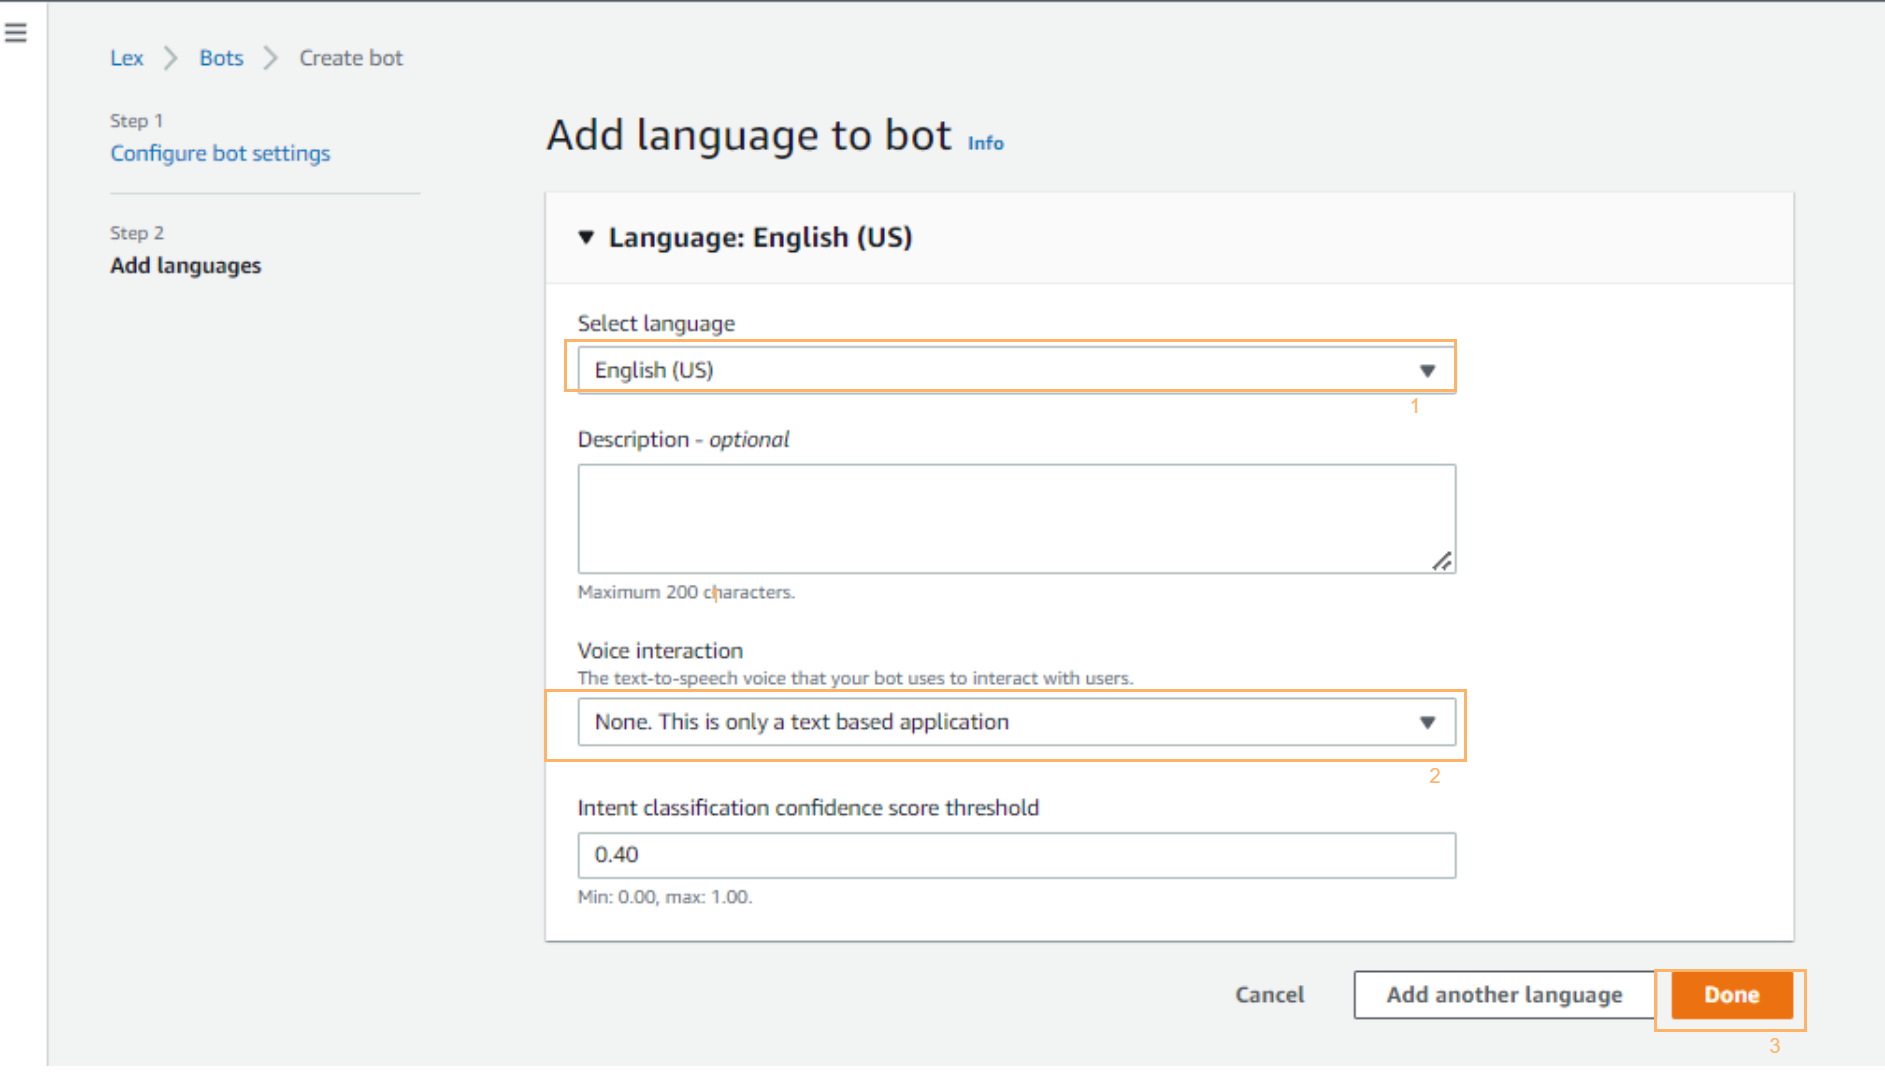 Lex > Bots > Create bot
Step 1
Configure bot settings
Step 2
Add languages
Add language to bot Info
Language: English (US)
Select language
English (US)
1
Description - optional
Maximum 200 characters.
Voice interaction
The text-to-speech voice that your bot uses to interact with users.
None. This is only a text based application
2
Intent classification confidence score threshold
0.40
Min: 0.00, max: 1.00.
Cancel
Add another language
Done
3